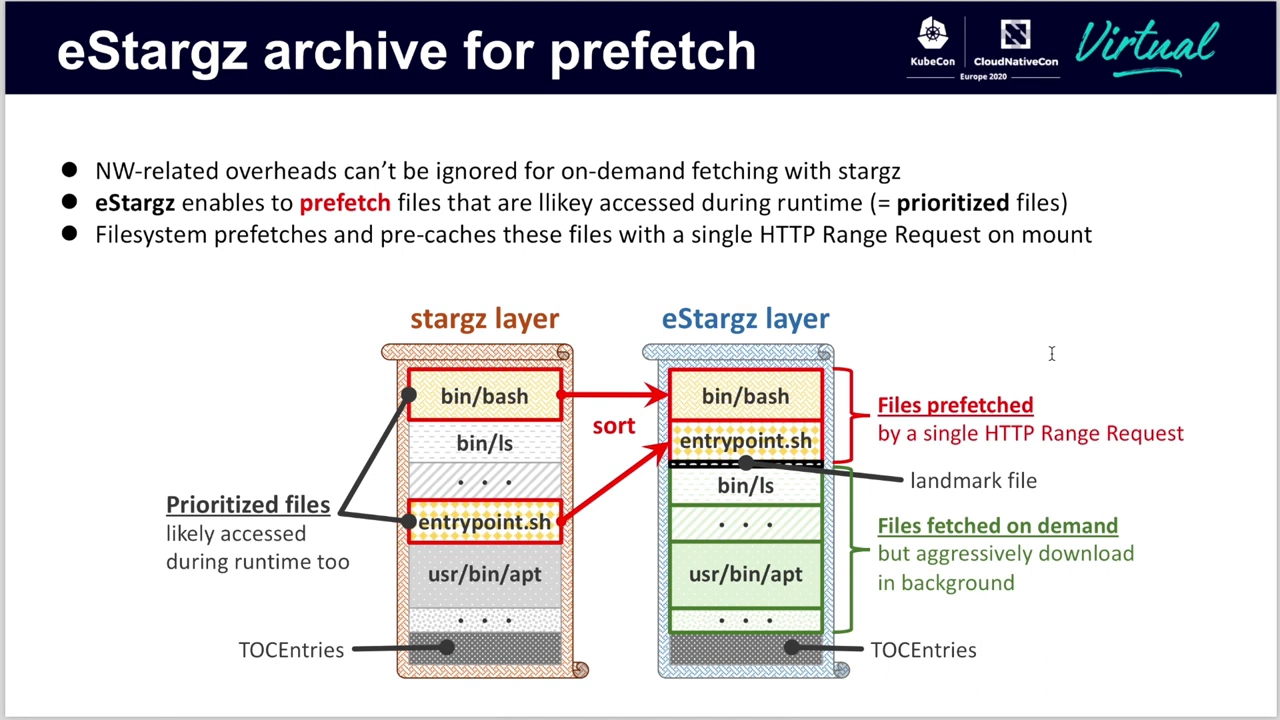 eStargz archive for prefetch
KubeCon
CloudNativeCon
Europe 2020
Virtual
● NW-related overheads can’t be ignored for on-demand fetching with stargz
● eStargz enables to prefetch files that are llikey accessed during runtime (= prioritized files)
● Filesystem prefetches and pre-caches these files with a single HTTP Range Request on mount
stargz layer
eStargz layer
bin/bash
bin/ls
. . .
entrypoint.sh
usr/bin/apt
. . .
sort
bin/bash
entrypoint.sh
bin/ls
. . .
usr/bin/apt
. . .
Prioritized files
likely accessed
during runtime too
TOCEntries
Files prefetched
by a single HTTP Range Request
landmark file
Files fetched on demand
but aggressively download
in background
TOCEntries